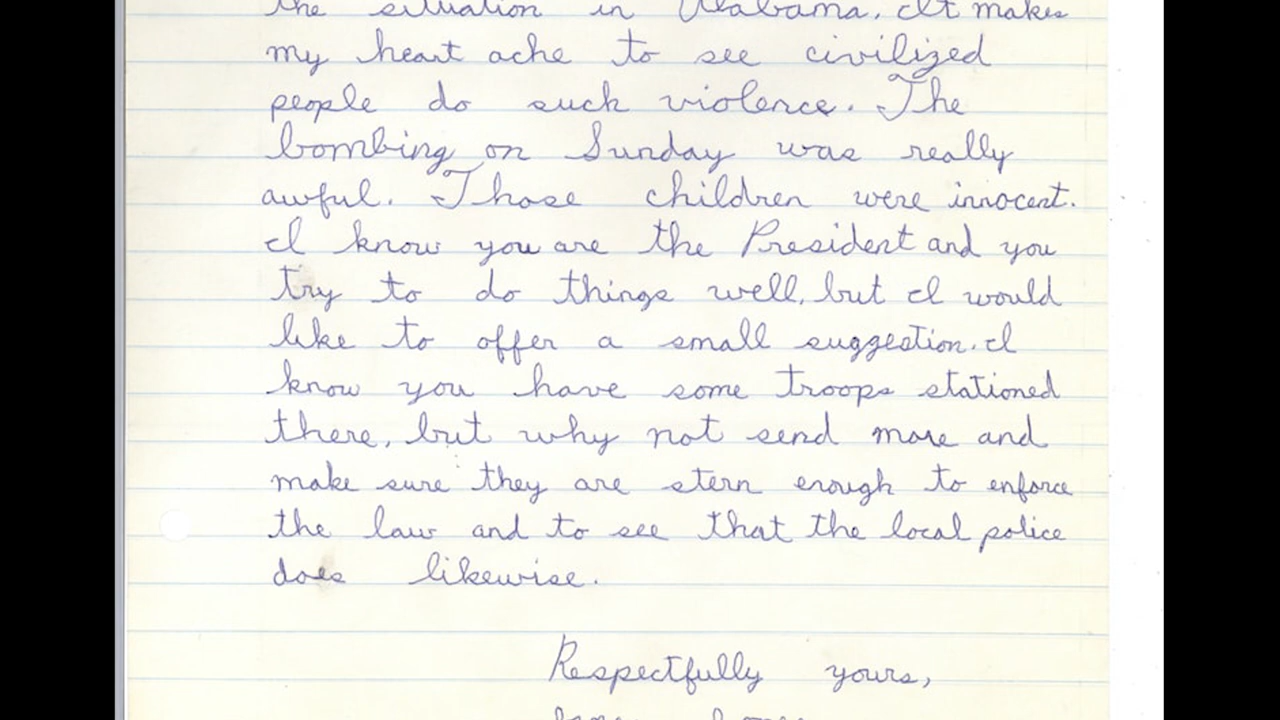 the situation in Alabama. It makes
my heart ache to see civilized
people do such violence. The
bombing on Sunday was really
awful. Those children were innocent.
I know you are the President and you
try to do things well, but I would
like to offer a small suggestion. I
know you have some troops stationed
there, but why not send more and
make sure they are stern enough to enforce
the law and to see that the local police
does likewise.
Respectfully yours,